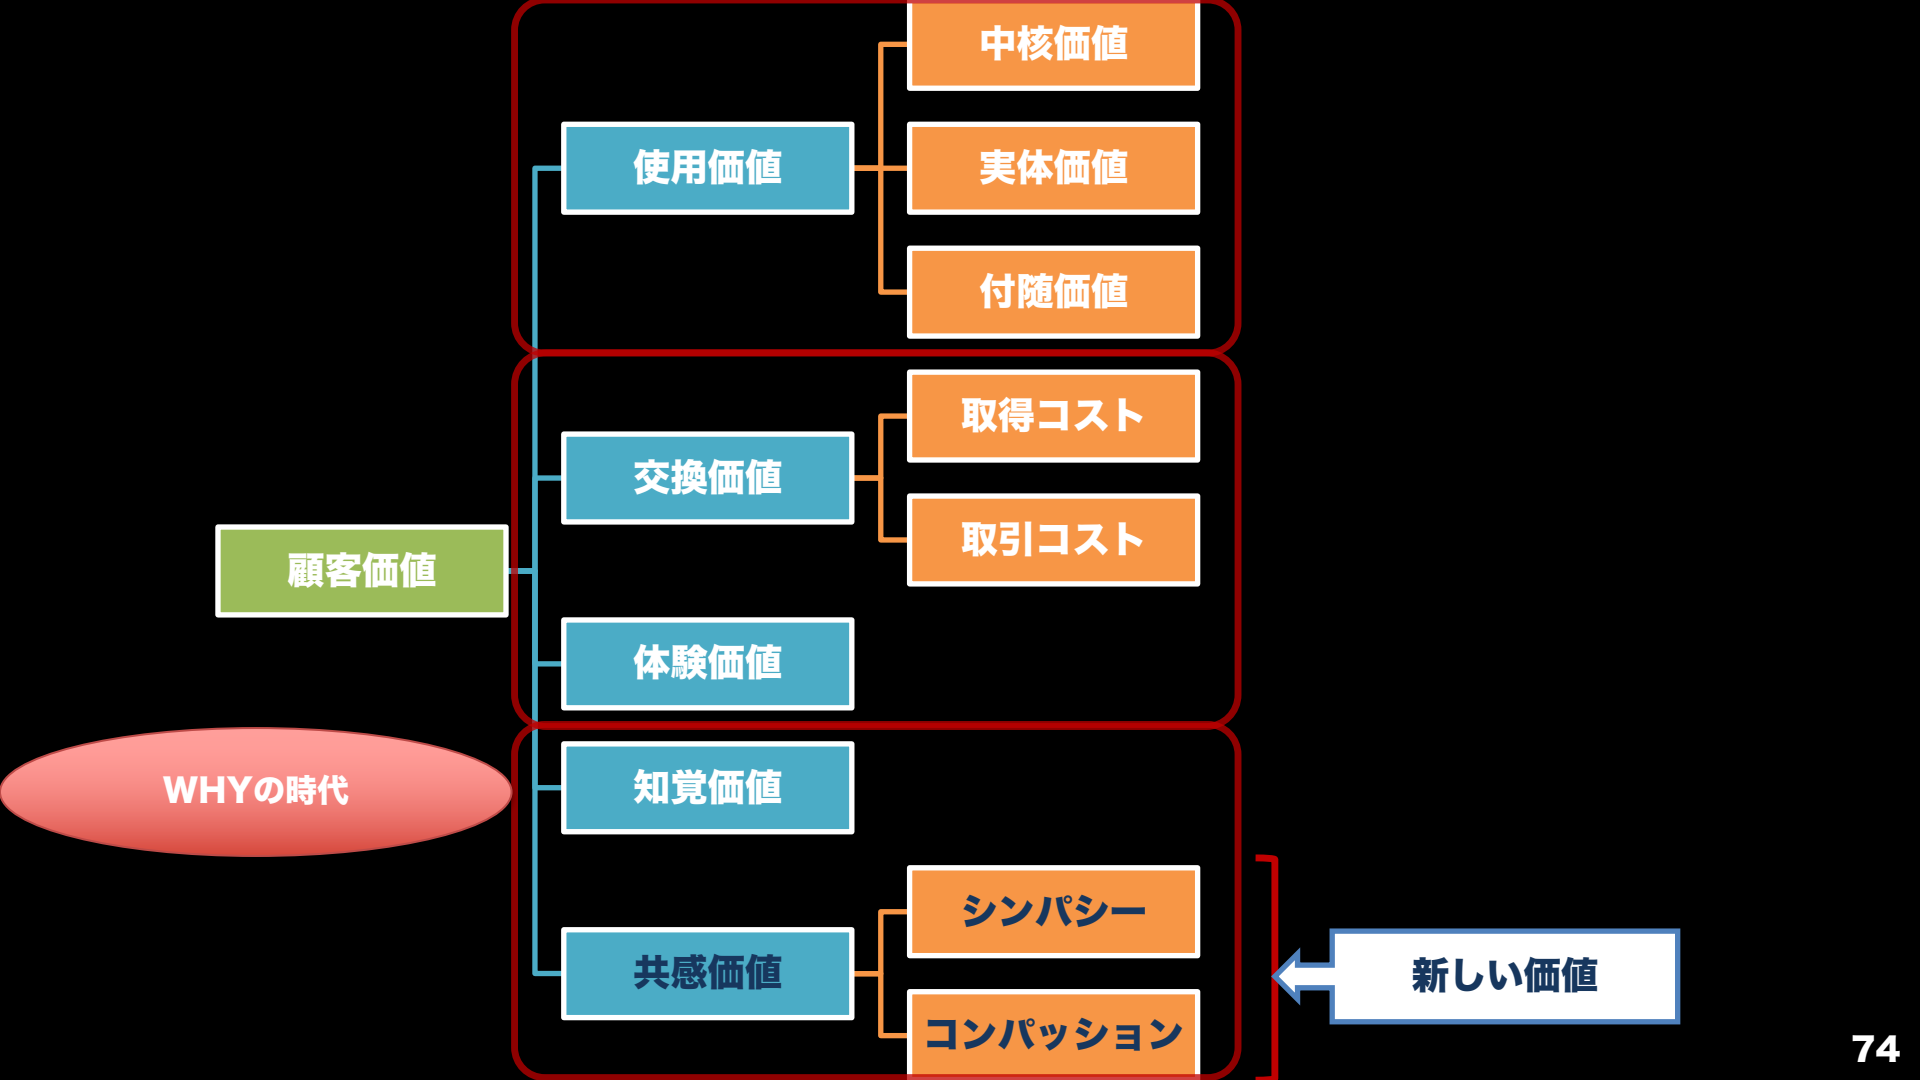 中核価値
使用価値
実体価値
付随価値
取得コスト
交換価値
取引コスト
顧客価値
体験価値
WHYの時代
知覚価値
シンパシー
共感価値
新しい価値
コンパッション
74